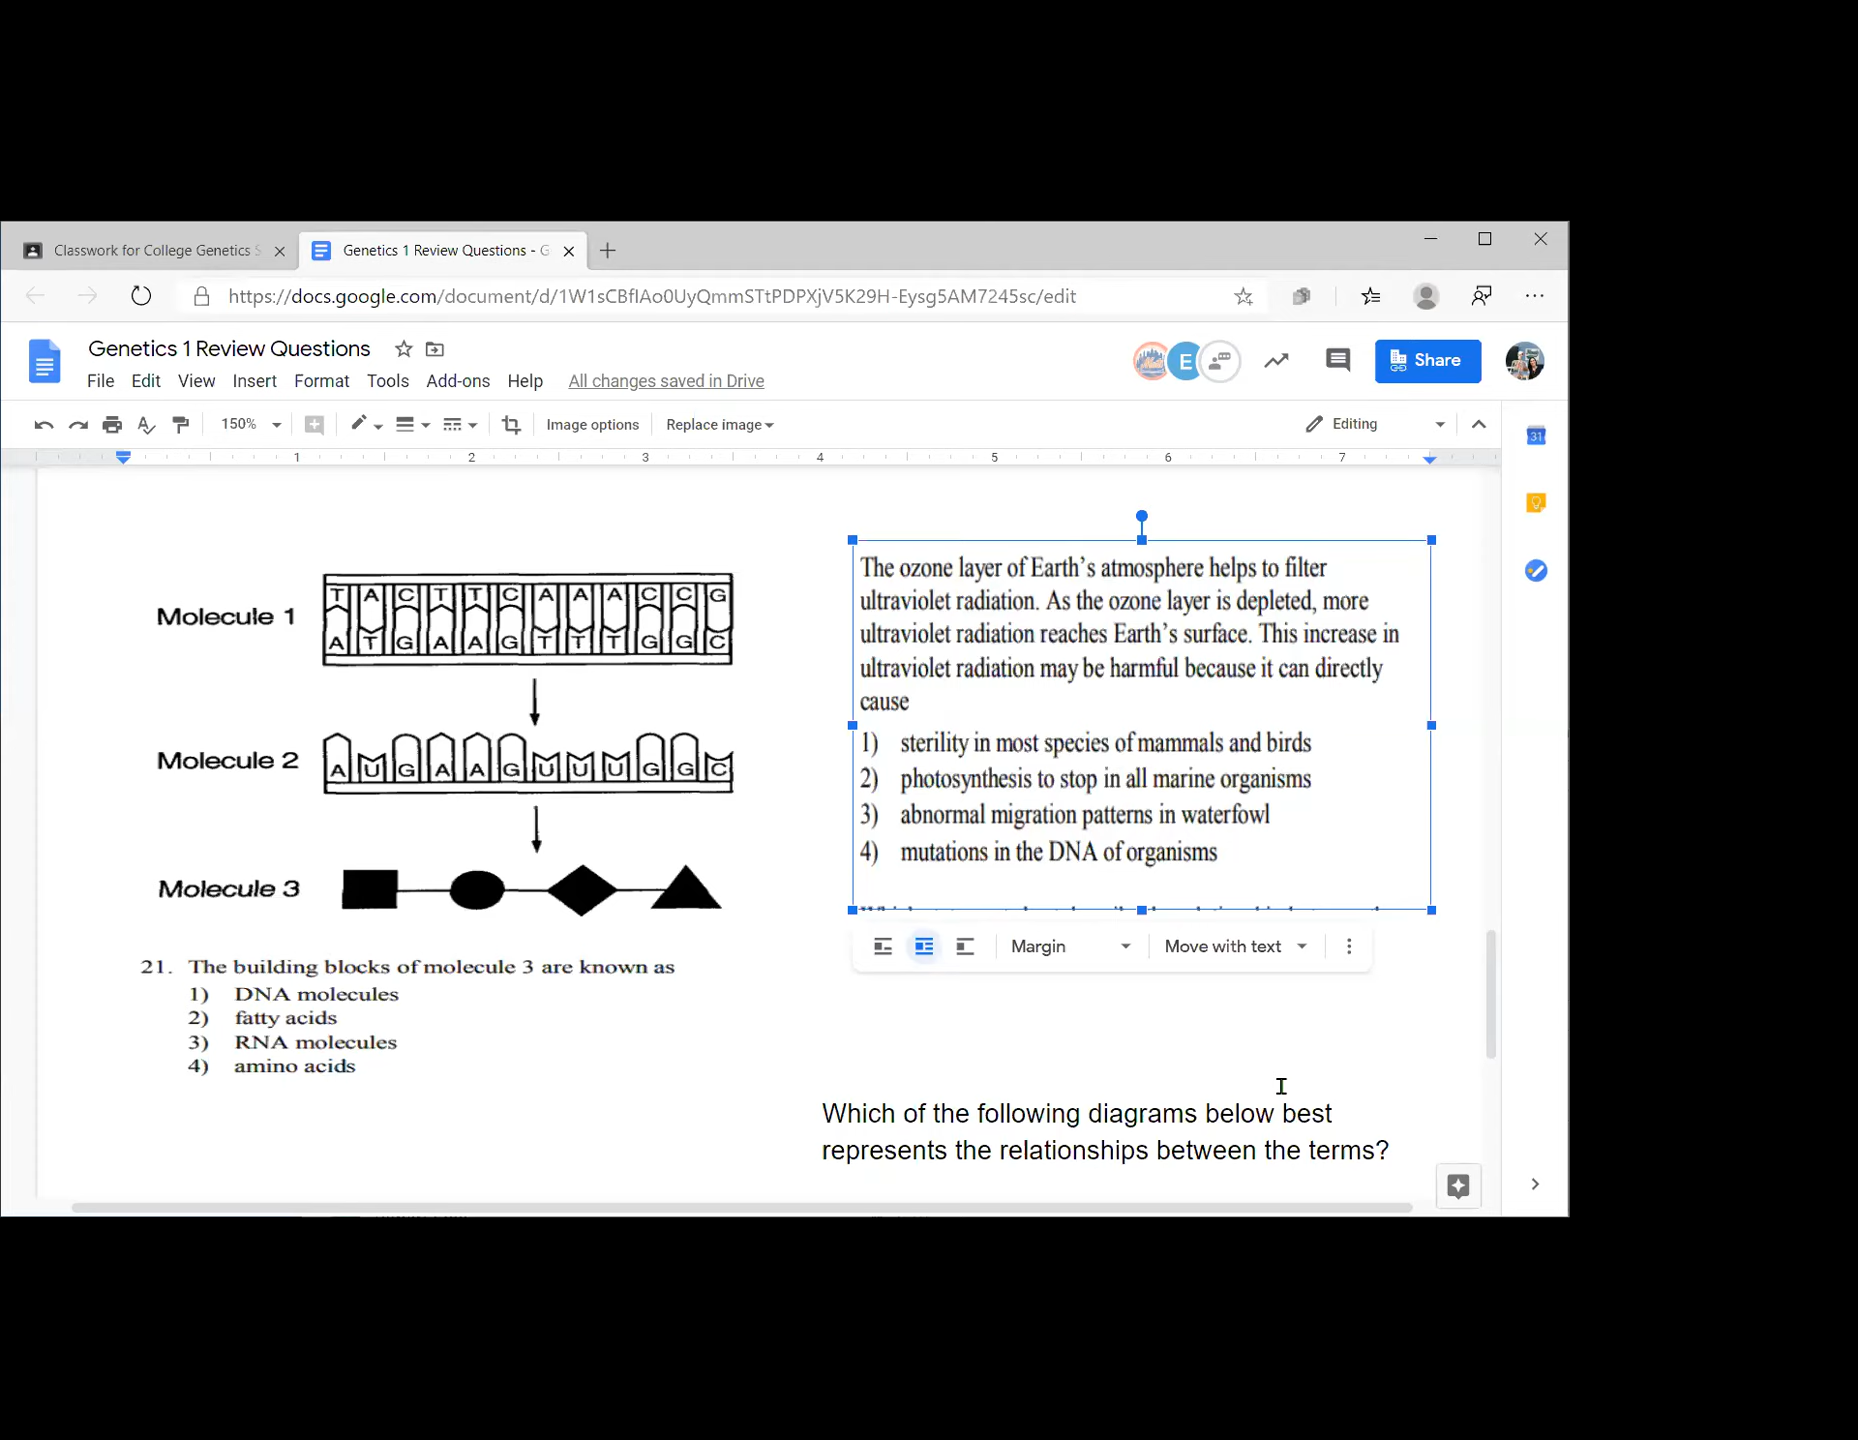 Classwork for College Genetics S
Genetics 1 Review Questions - G
https://docs.google.com/document/d/1W1sCBflAo0UyQmmSTtPDPXjV5K29H-Eysg5AM7245sc/edit
Genetics 1 Review Questions
E
Share
File Edit View Insert Format Tools Add-ons Help All changes saved in Drive
150% Image options Replace image Editing
31
1 2 3 4 5 6 7
Molecule 1
T A C T T C A A A C C G
A T G A A G T T T G G C
Molecule 2
A U G A A G U U U G G C
Molecule 3
21. The building blocks of molecule 3 are known as
1) DNA molecules
2) fatty acids
3) RNA molecules
4) amino acids
The ozone layer of Earth's atmosphere helps to filter
ultraviolet radiation. As the ozone layer is depleted, more
ultraviolet radiation reaches Earth's surface. This increase in
ultraviolet radiation may be harmful because it can directly
cause
1) sterility in most species of mammals and birds
2) photosynthesis to stop in all marine organisms
3) abnormal migration patterns in waterfowl
4) mutations in the DNA of organisms
Margin Move with text
Which of the following diagrams below best
represents the relationships between the terms?